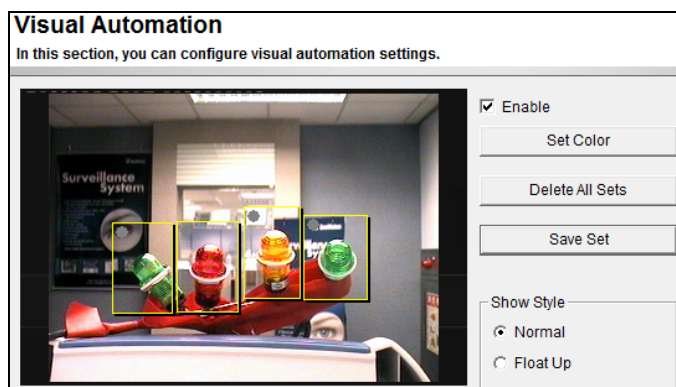 Visual Automation
In this section, you can configure visual automation settings.
Enable
Set Color
Surveillance
System
Delete All Sets
Save Set
Show Style
Normal
Float Up